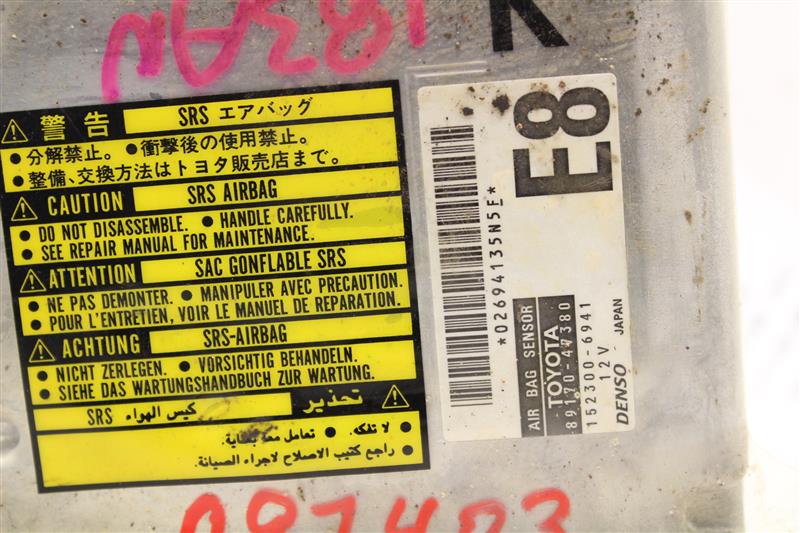 K
警告 SRS エアバッグ
● 分解禁止。 ● 衝撃後の使用禁止。
● 整備、交換方法はトヨタ販売店まで。
CAUTION SRS AIRBAG
● DO NOT DISASSEMBLE. ● HANDLE CAREFULLY.
● SEE REPAIR MANUAL FOR MAINTENANCE.
ATTENTION SAC GONFLABLE SRS
● NE PAS DEMONTER. ● MANIPULER AVEC PRECAUTION.
● POUR L'ENTRETIEN, VOIR LE MANUEL DE REPARATION.
ACHTUNG SRS-AIRBAG
● NICHT ZERLEGEN. ● VORSICHTIG BEHANDELN.
● SIEHE DAS WARTUNGSHANDBUCH ZUR WARTUNG.
تحذير كيس الهواء SRS
● لا تفكه. ● تعامل معه بعناية.
● راجع كتيب الاصلاح لاجراء الصيانة.
E8
*02694135N5F*
AIR BAG SENSOR
TOYOTA
89170-47380
152300-6941
12V
DENSO JAPAN